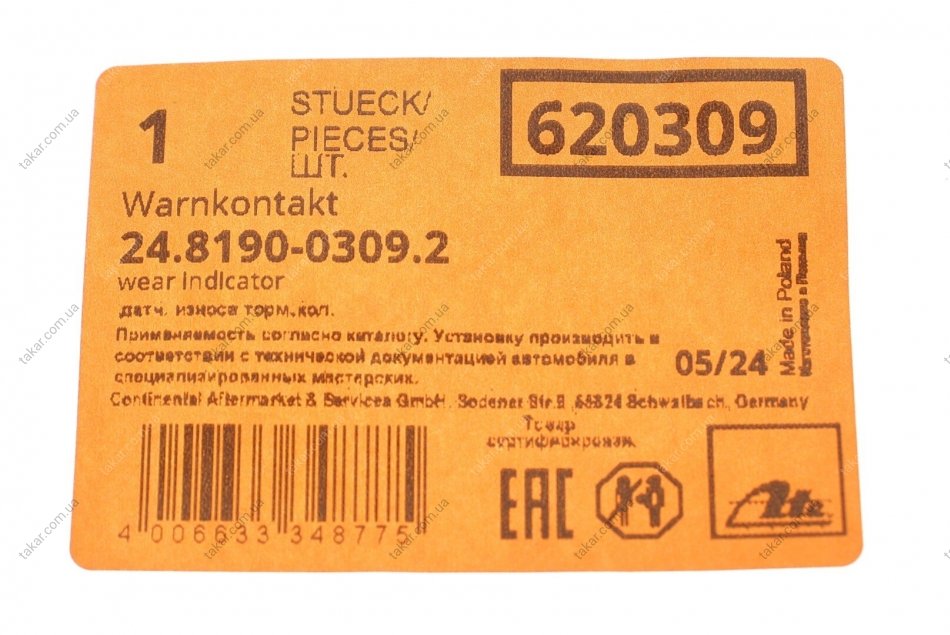 1
STUECK/
PIECES/
ШТ.
620309
Warnkontakt
24.8190-0309.2
wear indicator
датч. износа торм.кол.
Применяемость согласно каталогу. Установку производить в
соответствии с технической документацией автомобиля в
специализированных мастерских.
05/24
Made in Poland
Continental Aftermarket & Services GmbH, Sodener Str.9, 65824 Schwalbach, Germany
Товар
сертифицирован
4 006633 348775
EAC
Ate
takar.com.ua